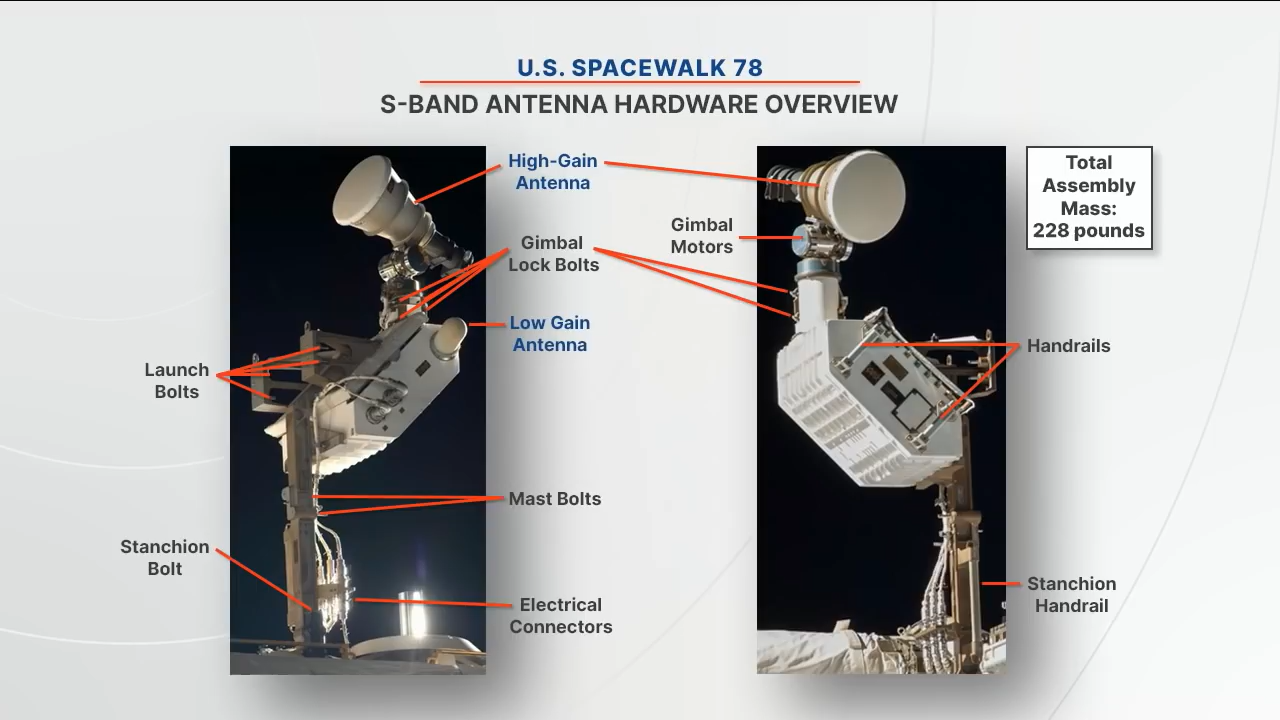 U.S. SPACEWALK 78
S-BAND ANTENNA HARDWARE OVERVIEW
High-Gain
Antenna
Gimbal
Lock Bolts
Low Gain
Antenna
Launch
Bolts
Mast Bolts
Stanchion
Bolt
Electrical
Connectors
Gimbal
Motors
Total
Assembly
Mass:
228 pounds
Handrails
Stanchion
Handrail